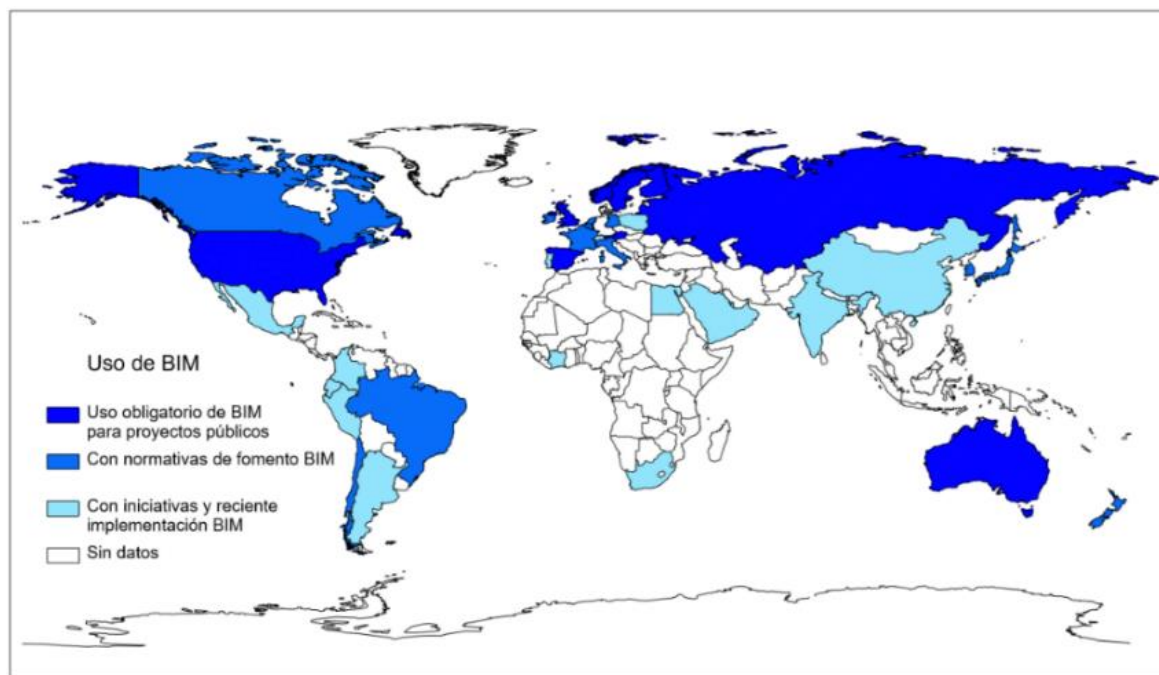 Uso de BIM
Uso obligatorio de BIM
para proyectos públicos
Con normativas de fomento BIM
Con iniciativas y reciente
implementación BIM
Sin datos